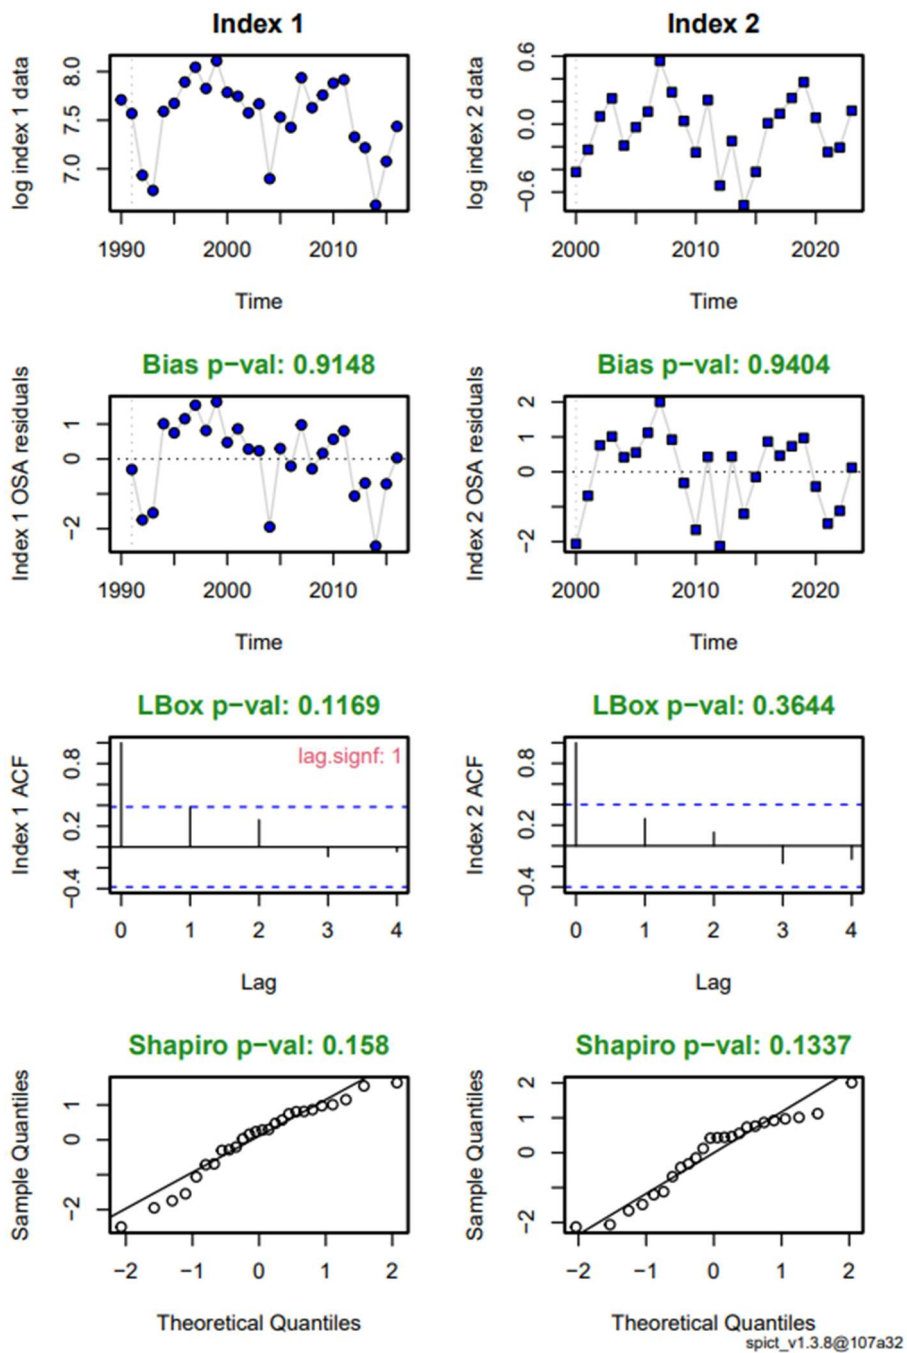 Index 1
log index 1 data
8.0
7.5
7.0
1990 2000 2010
Time
Index 2
log index 2 data
0.6
0.0
−0.6
2000 2010 2020
Time
Bias p−val: 0.9148
Index 1 OSA residuals
1
0
−2
1990 2000 2010
Time
Bias p−val: 0.9404
Index 2 OSA residuals
2
1
0
−2
2000 2010 2020
Time
LBox p−val: 0.1169
Index 1 ACF
lag.signf: 1
0.8
0.2
−0.4
0 1 2 3 4
Lag
LBox p−val: 0.3644
Index 2 ACF
0.8
0.2
−0.4
0 1 2 3 4
Lag
Shapiro p−val: 0.158
Sample Quantiles
1
0
−2
−2 −1 0 1 2
Theoretical Quantiles
Shapiro p−val: 0.1337
Sample Quantiles
2
1
0
−2
−2 −1 0 1 2
Theoretical Quantiles
spict_v1.3.8@107a32